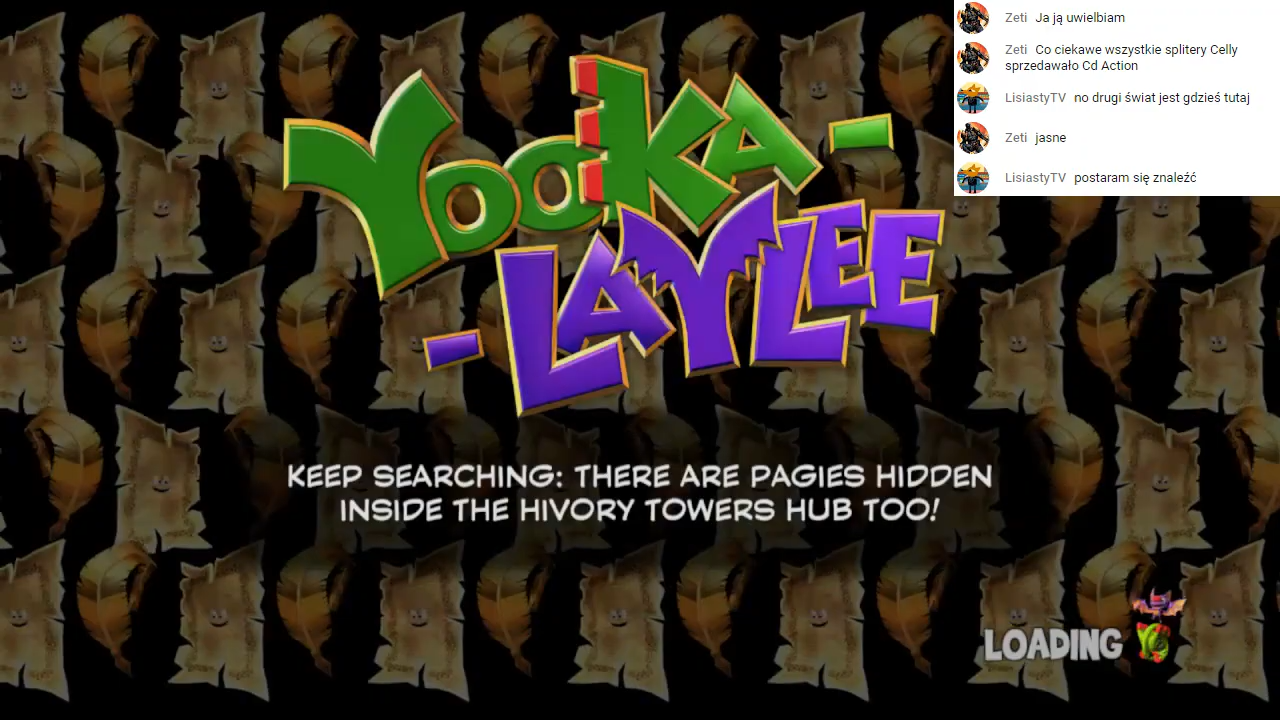 Zeti Ja ją uwielbiam
Zeti Co ciekawe wszystkie splitery Celly
sprzedawało Cd Action
LisiastyTV no drugi świat jest gdzieś tutaj
Zeti jasne
LisiastyTV postaram się znaleźć
YOOKA-
-LAYLEE
KEEP SEARCHING: THERE ARE PAGIES HIDDEN
INSIDE THE HIVORY TOWERS HUB TOO!
LOADING